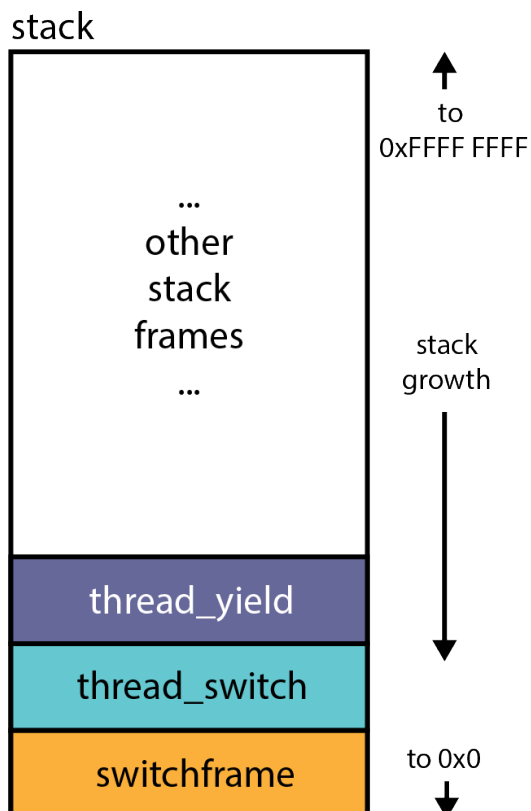 stack
to
0xFFFF FFFF
...
other
stack
frames
...
stack
growth
thread_yield
thread_switch
switchframe
to 0x0